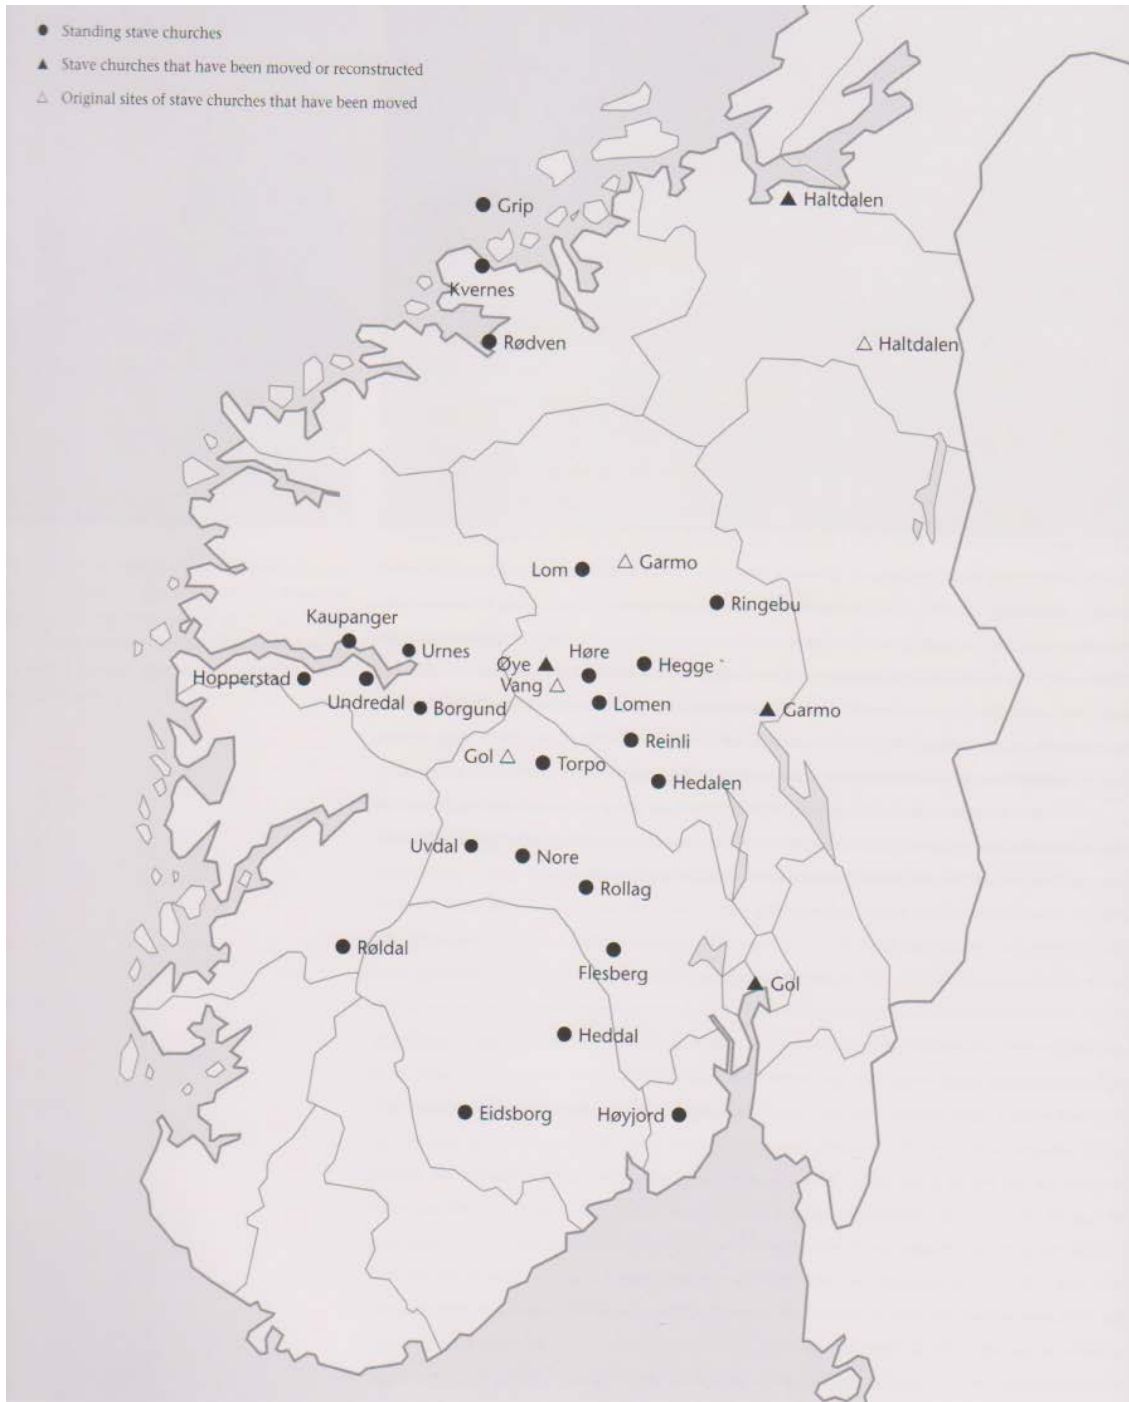 Standing stave churches
Stave churches that have been moved or reconstructed
Original sites of stave churches that have been moved
Haltdalen
Grip
Kvernes
Rødven
Haltdalen
Lom
Garmo
Ringebu
Kaupanger
Urnes
Øye
Høre
Hegge
Hopperstad
Vang
Undredal
Borgund
Lomen
Garmo
Reinli
Gol
Torpo
Hedalen
Uvdal
Nore
Rollag
Røldal
Flesberg
Gol
Heddal
Eidsborg
Høyjord